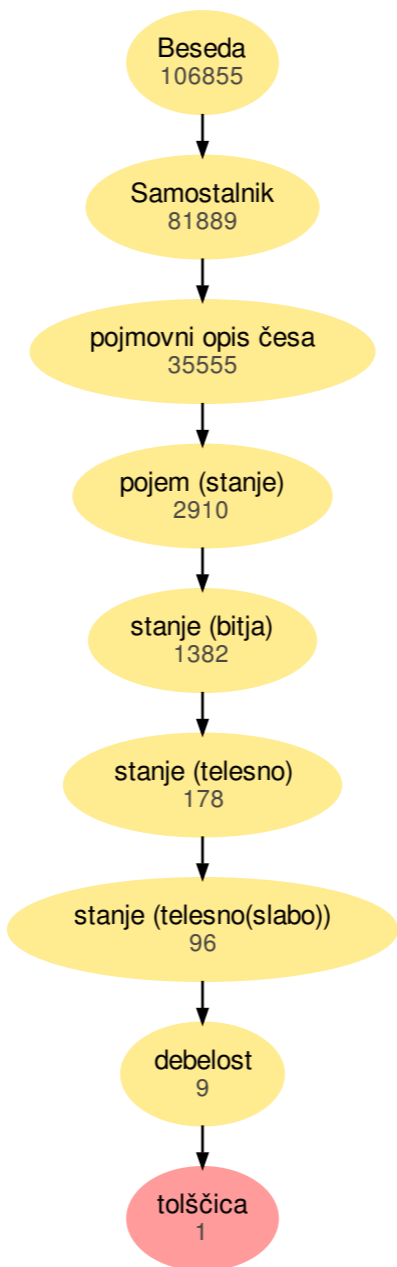 Beseda
106855
Samostalnik
81889
pojmovni opis česa
35555
pojem (stanje)
2910
stanje (bitja)
1382
stanje (telesno)
178
stanje (telesno(slabo))
96
debelost
9
tolščica
1